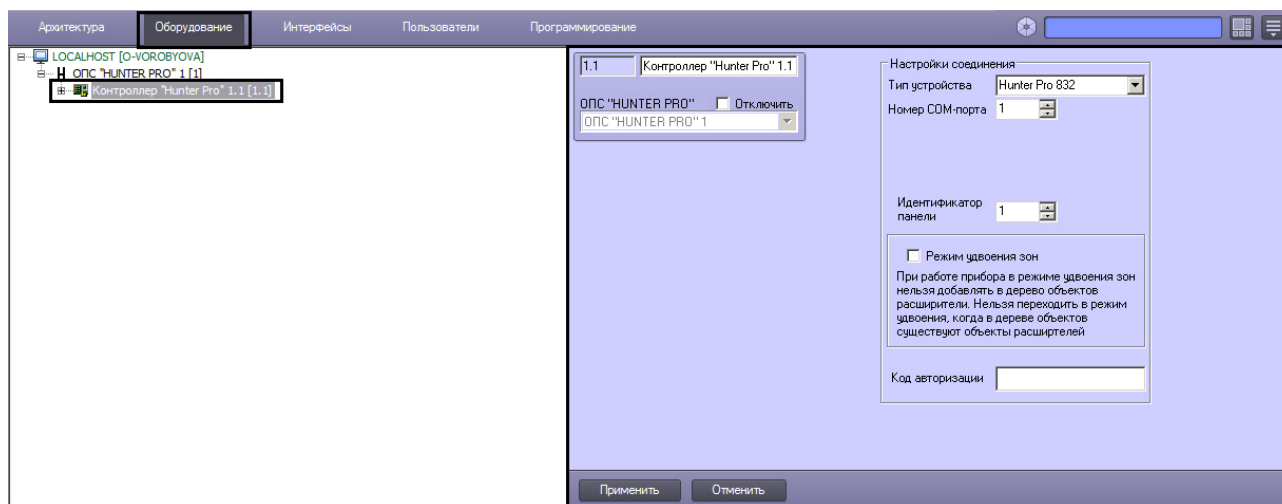 Архитектура
Оборудование
Интерфейсы
Пользователи
Программирование
LOCALHOST [O-VOROBYOVA]
ОПС "HUNTER PRO" 1 [1]
Контроллер "Hunter Pro" 1.1 [1.1]
1.1
Контроллер "Hunter Pro" 1.1
ОПС "HUNTER PRO"
Отключить
ОПС "HUNTER PRO" 1
Настройки соединения
Тип устройства
Hunter Pro 832
Номер COM-порта
1
Идентификатор
панели
1
Режим удвоения зон
При работе прибора в режиме удвоения зон
нельзя добавлять в дерево объектов
расширители. Нельзя переходить в режим
удвоения, когда в дереве объектов
существуют объекты расширтелей
Код авторизации
Применить
Отменить